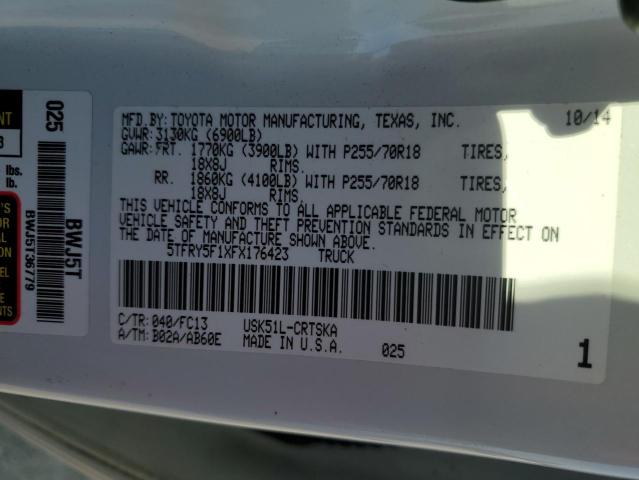 MFD.BY: TOYOTA MOTOR MANUFACTURING, TEXAS, INC. 10/14
GVWR: 3130KG (6900LB)
GAWR: FRT. 1770KG (3900LB) WITH P255/70R18 TIRES,
18X8J RIMS.
RR. 1860KG (4100LB) WITH P255/70R18 TIRES,
18X8J RIMS,
THIS VEHICLE CONFORMS TO ALL APPLICABLE FEDERAL MOTOR
VEHICLE SAFETY AND THEFT PREVENTION STANDARDS IN EFFECT ON
THE DATE OF MANUFACTURE SHOWN ABOVE.
5TFRY5F1XFX176423 TRUCK
C/TR: 040/FC13 USK51L-CRTSKA
A/TM: B02A/AB60E MADE IN U.S.A. 025 1
025
BWJ5T
BWJ5T36779
lbs.
lb.